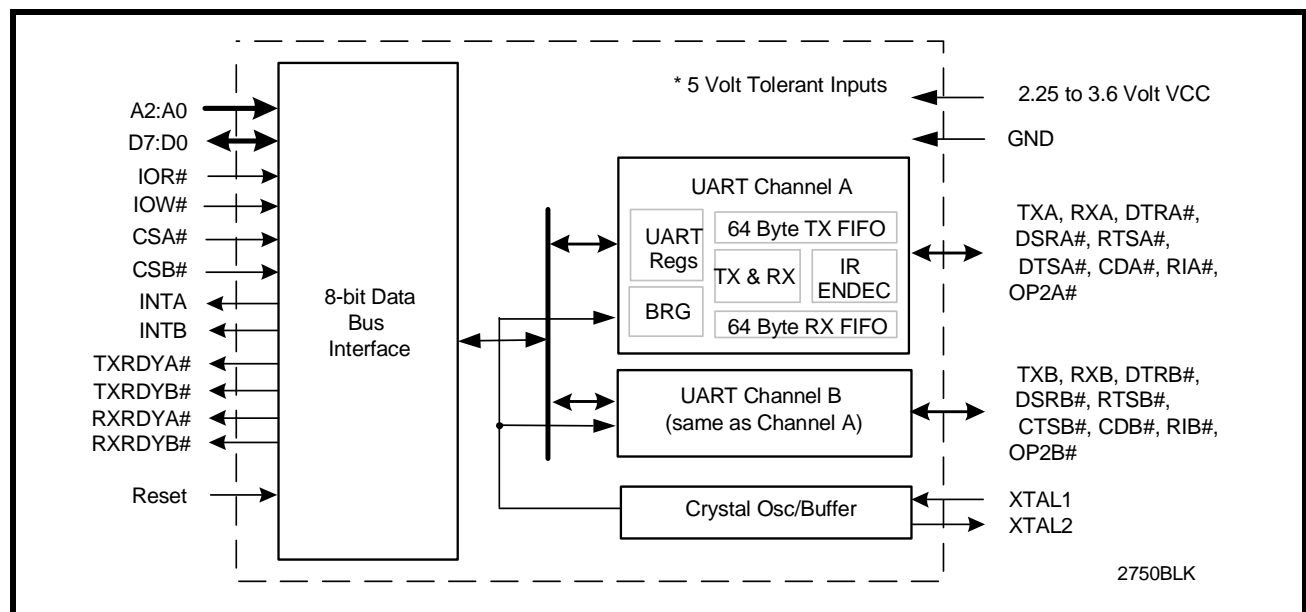 A2:A0
D7:D0
IOR#
IOW#
CSA#
CSB#
INTA
INTB
TXRDYA#
TXRDYB#
RXRDYA#
RXRDYB#
Reset
8-bit Data
Bus
Interface
* 5 Volt Tolerant Inputs
UART Channel A
UART
Regs
BRG
64 Byte TX FIFO
TX & RX
IR
ENDEC
64 Byte RX FIFO
UART Channel B
(same as Channel A)
Crystal Osc/Buffer
2.25 to 3.6 Volt VCC
GND
TXA, RXA, DTRA#,
DSRA#, RTSA#,
DTSA#, CDA#, RIA#,
OP2A#
TXB, RXB, DTRB#,
DSRB#, RTSB#,
CTSB#, CDB#, RIB#,
OP2B#
XTAL1
XTAL2
2750BLK